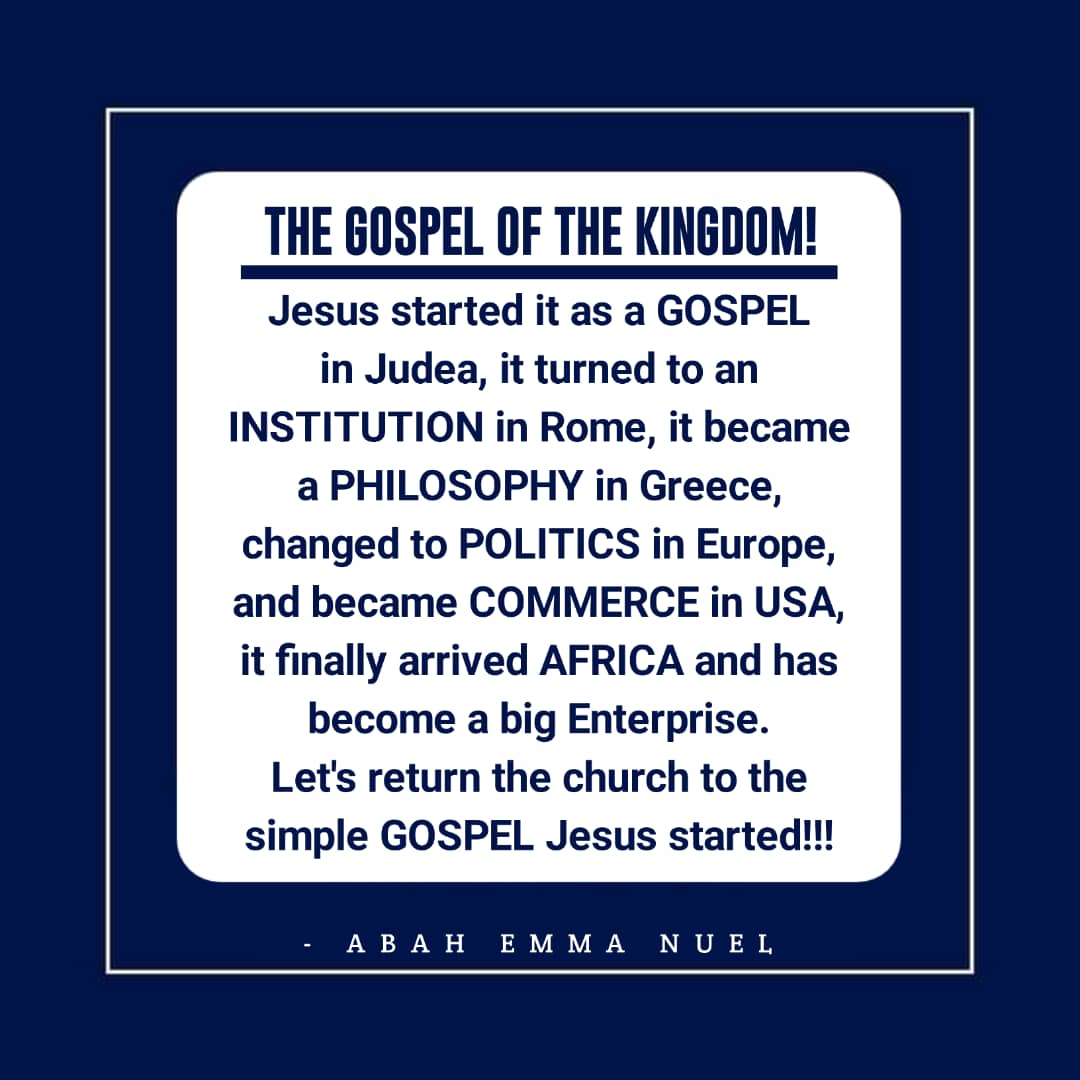 THE GOSPEL OF THE KINGDOM!
Jesus started it as a GOSPEL
in Judea, it turned to an
INSTITUTION in Rome, it became
a PHILOSOPHY in Greece,
changed to POLITICS in Europe,
and became COMMERCE in USA,
it finally arrived AFRICA and has
become a big Enterprise.
Let's return the church to the
simple GOSPEL Jesus started!!!
- ABAH EMMA NUEL